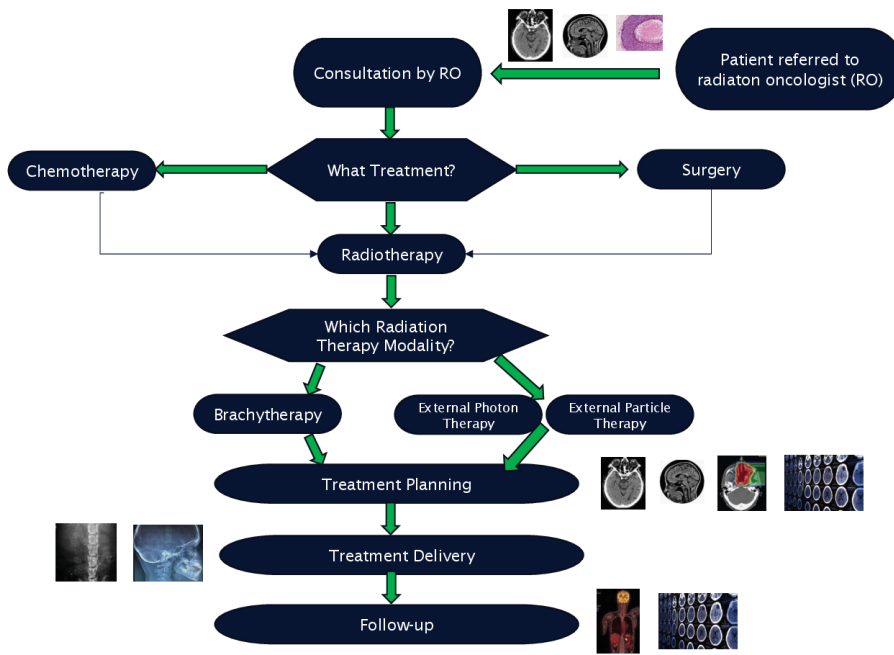 Patient referred to
radiaton oncologist (RO)
Consultation by RO
What Treatment?
Chemotherapy
Surgery
Radiotherapy
Which Radiation
Therapy Modality?
Brachytherapy
External Photon
Therapy
External Particle
Therapy
Treatment Planning
Treatment Delivery
Follow-up